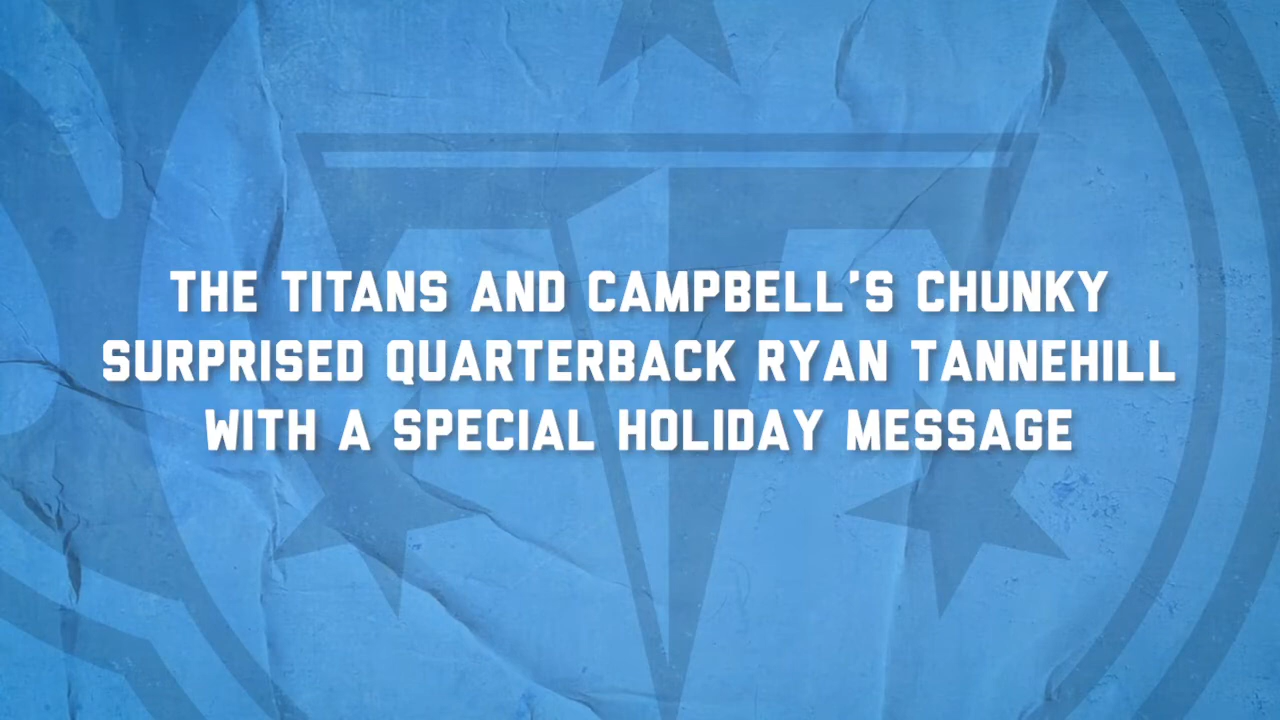 THE TITANS AND CAMPBELL'S CHUNKY
SURPRISED QUARTERBACK RYAN TANNEHILL
WITH A SPECIAL HOLIDAY MESSAGE